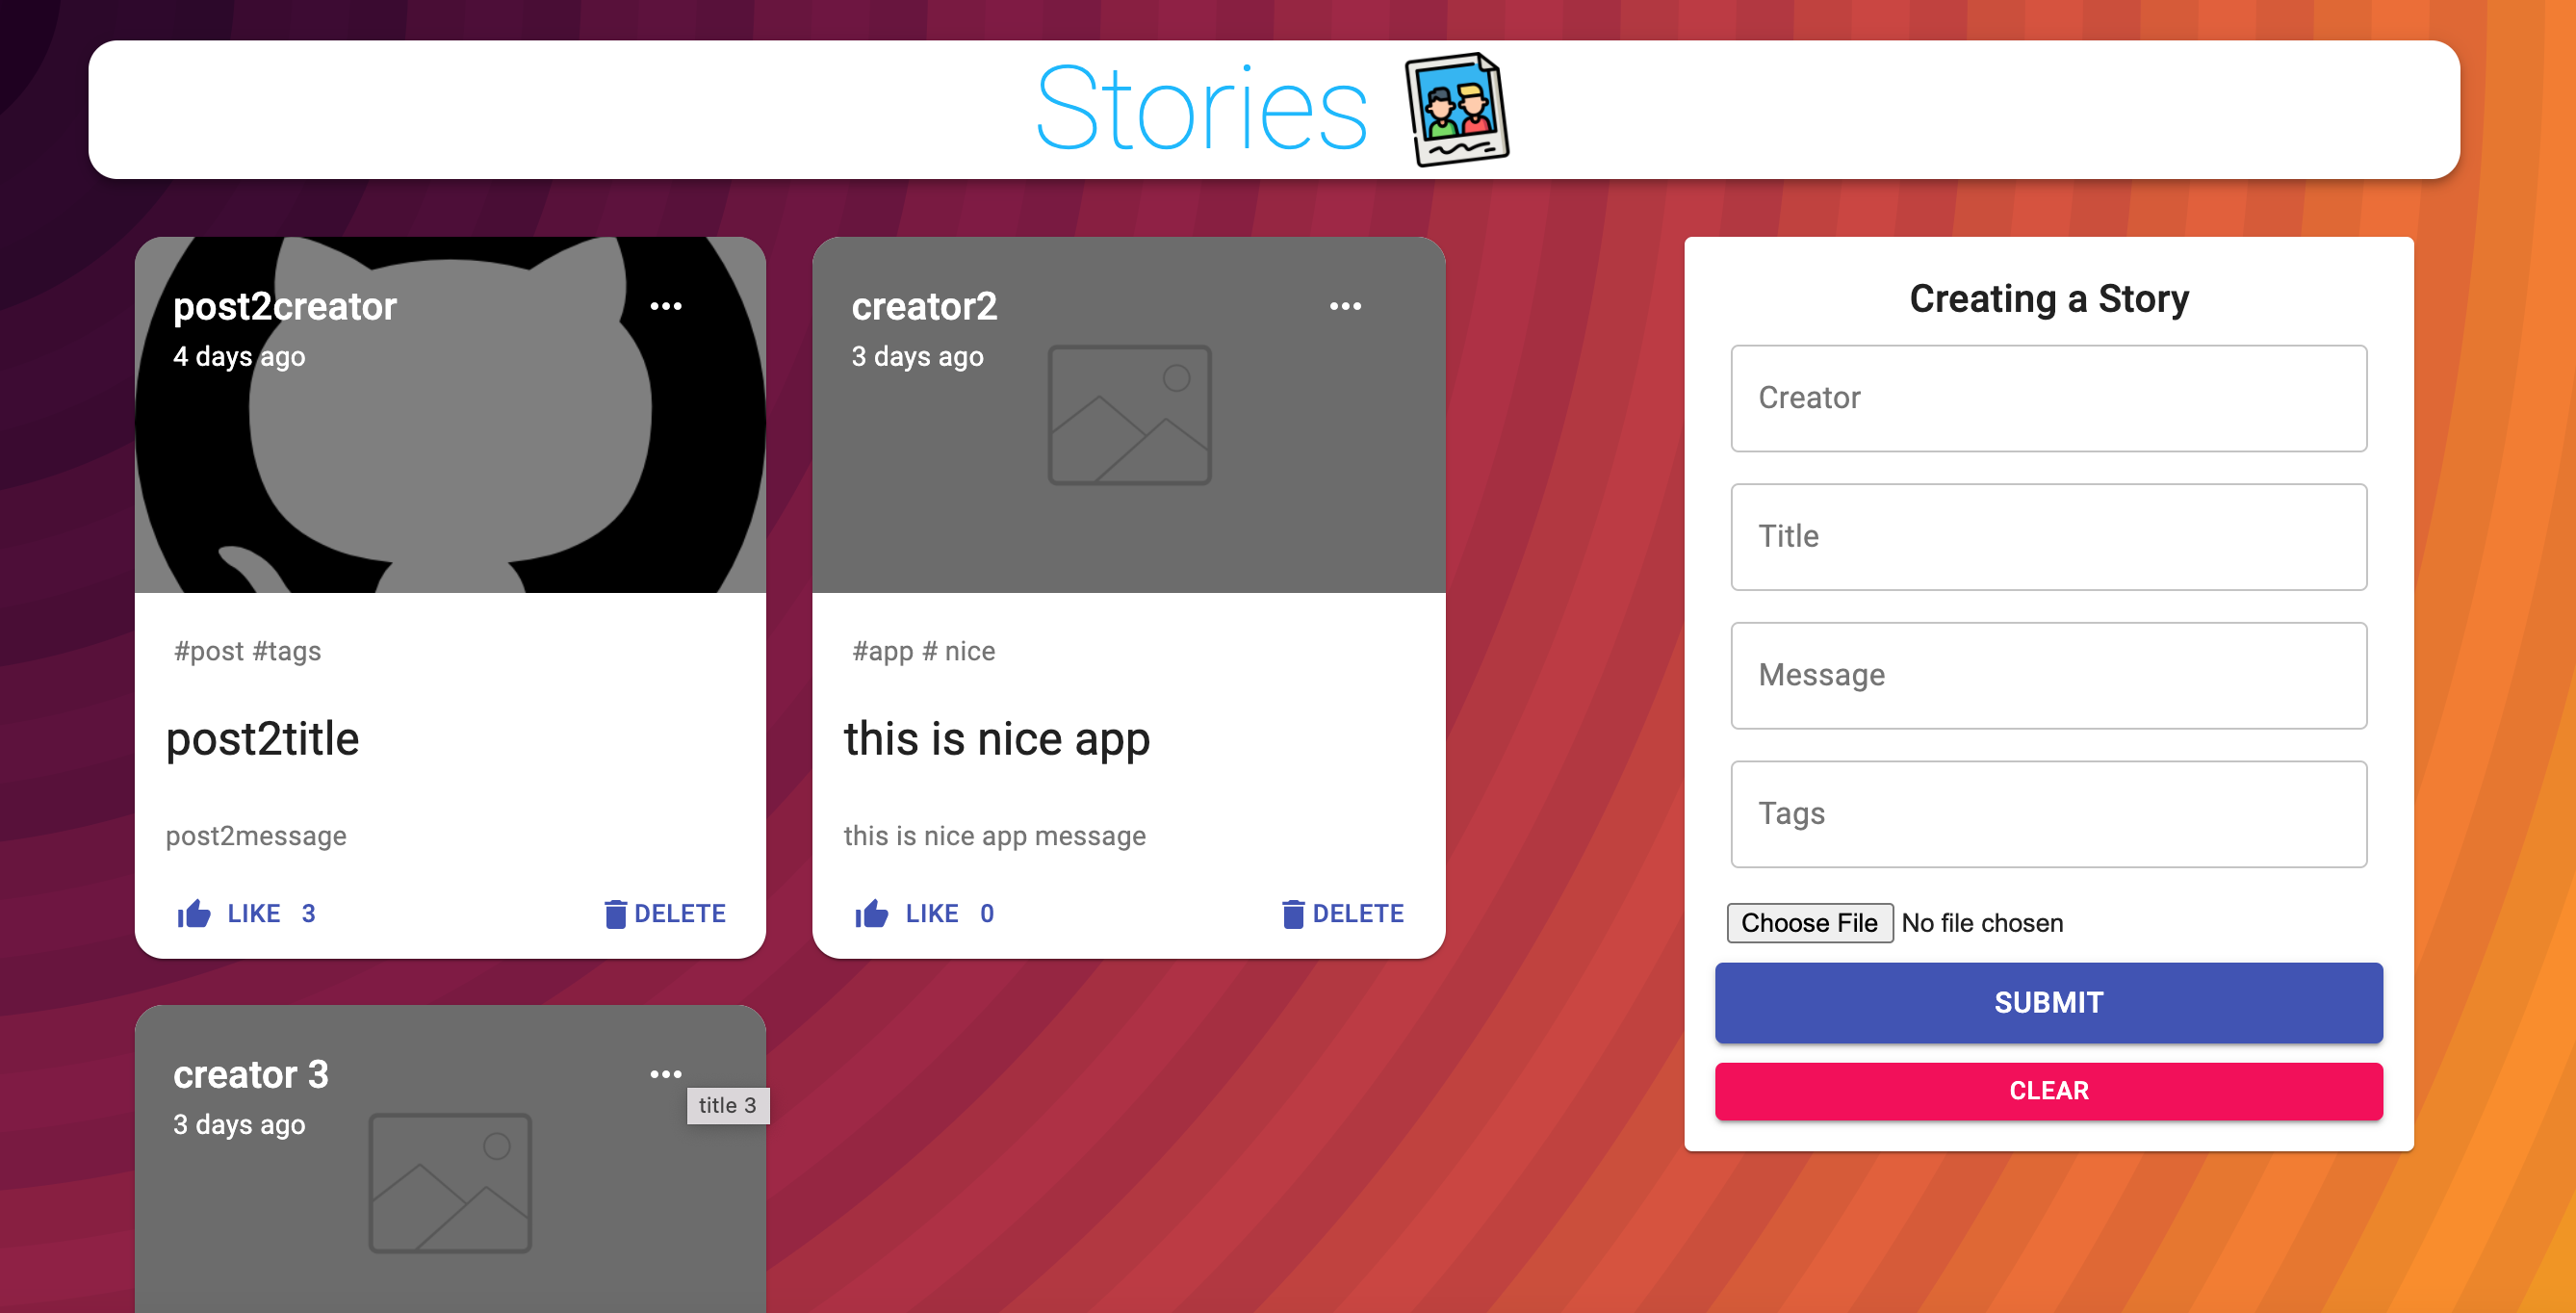 Stories
post2creator
4 days ago
#post #tags
post2title
post2message
LIKE 3
DELETE
creator2
3 days ago
#app # nice
this is nice app
this is nice app message
LIKE 0
DELETE
creator 3
3 days ago
title 3
Creating a Story
Creator
Title
Message
Tags
Choose File No file chosen
SUBMIT
CLEAR